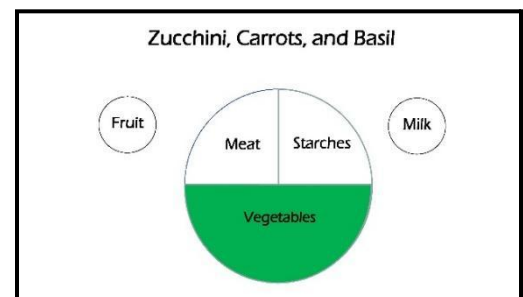 Zucchini, Carrots, and Basil
Fruit
Meat
Starches
Milk
Vegetables